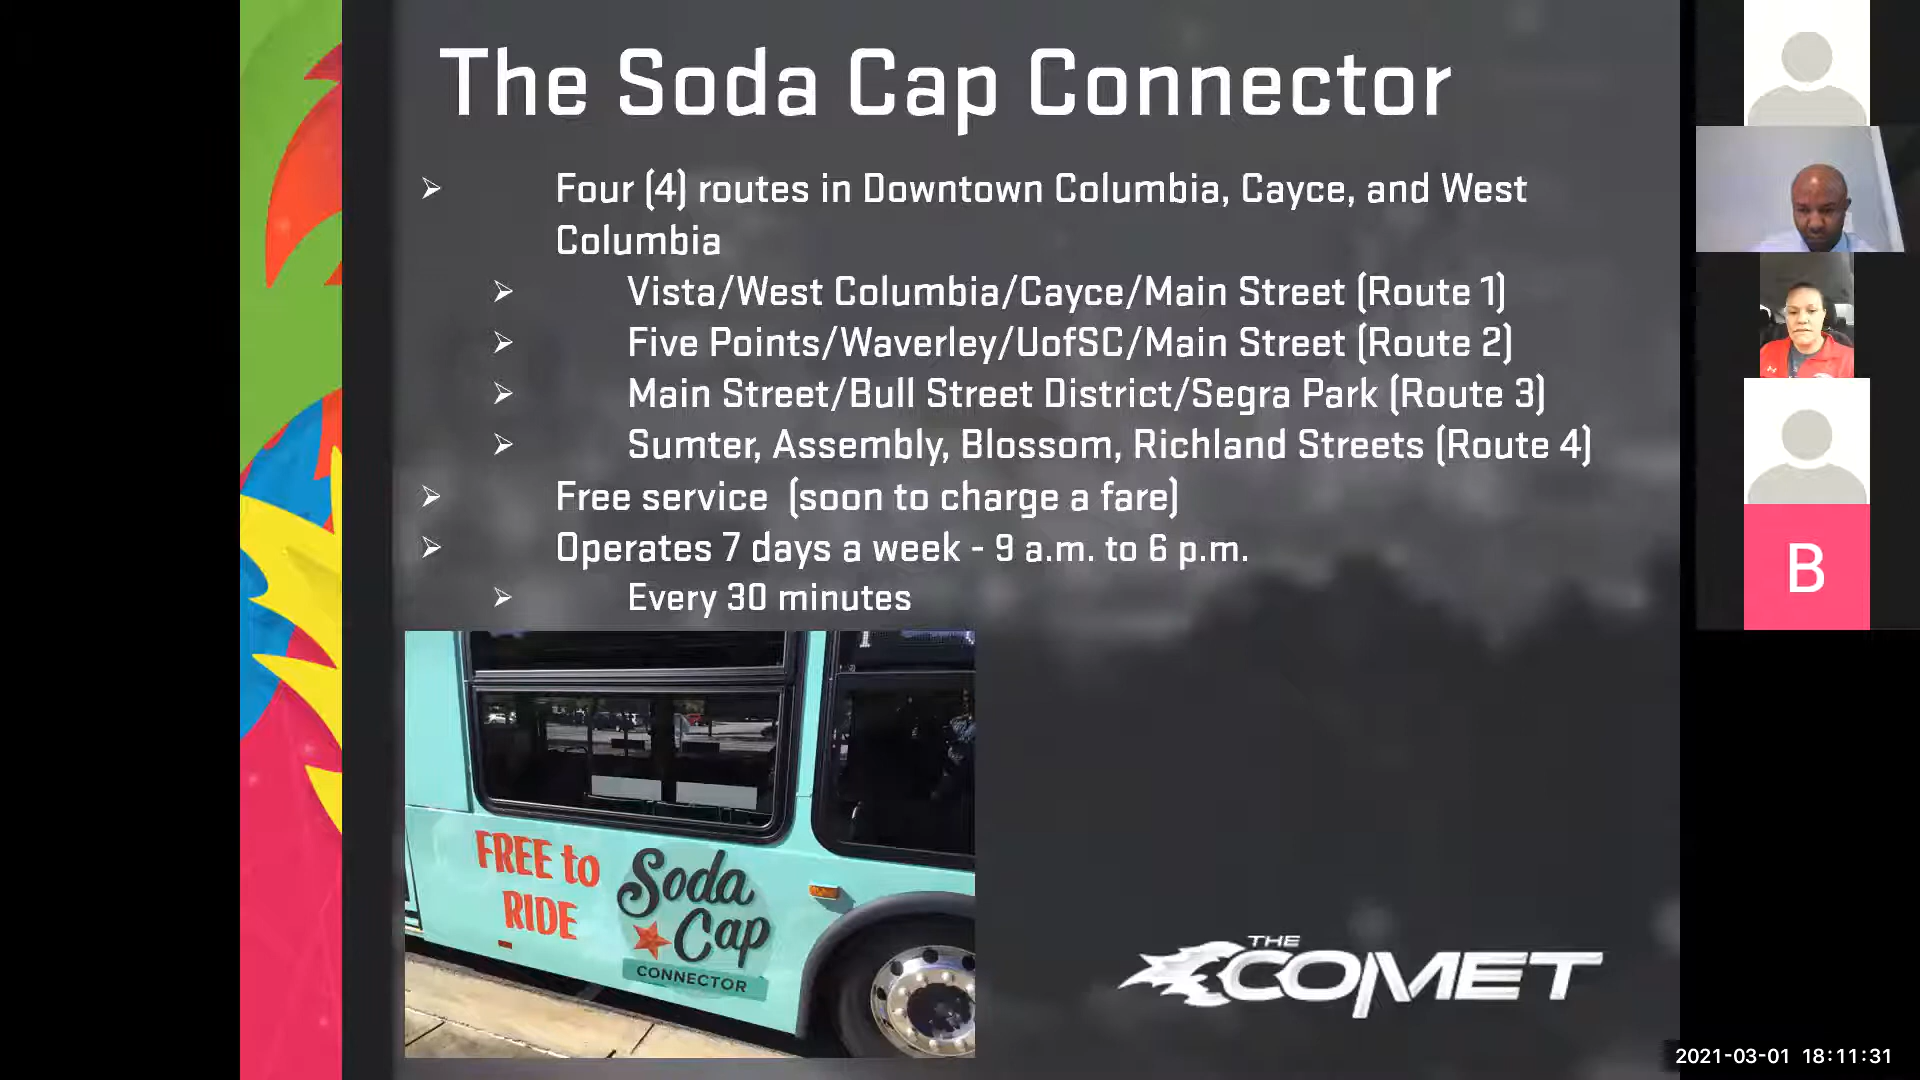 The Soda Cap Connector
Four (4) routes in Downtown Columbia, Cayce, and West
Columbia
Vista/West Columbia/Cayce/Main Street (Route 1)
Five Points/Waverley/UofSC/Main Street (Route 2)
Main Street/Bull Street District/Segra Park (Route 3)
Sumter, Assembly, Blossom, Richland Streets (Route 4)
Free service (soon to charge a fare)
Operates 7 days a week - 9 a.m. to 6 p.m.
Every 30 minutes
FREE to
RIDE
Soda
Cap
CONNECTOR
THE
COMET
B
2021-03-01 18:11:31